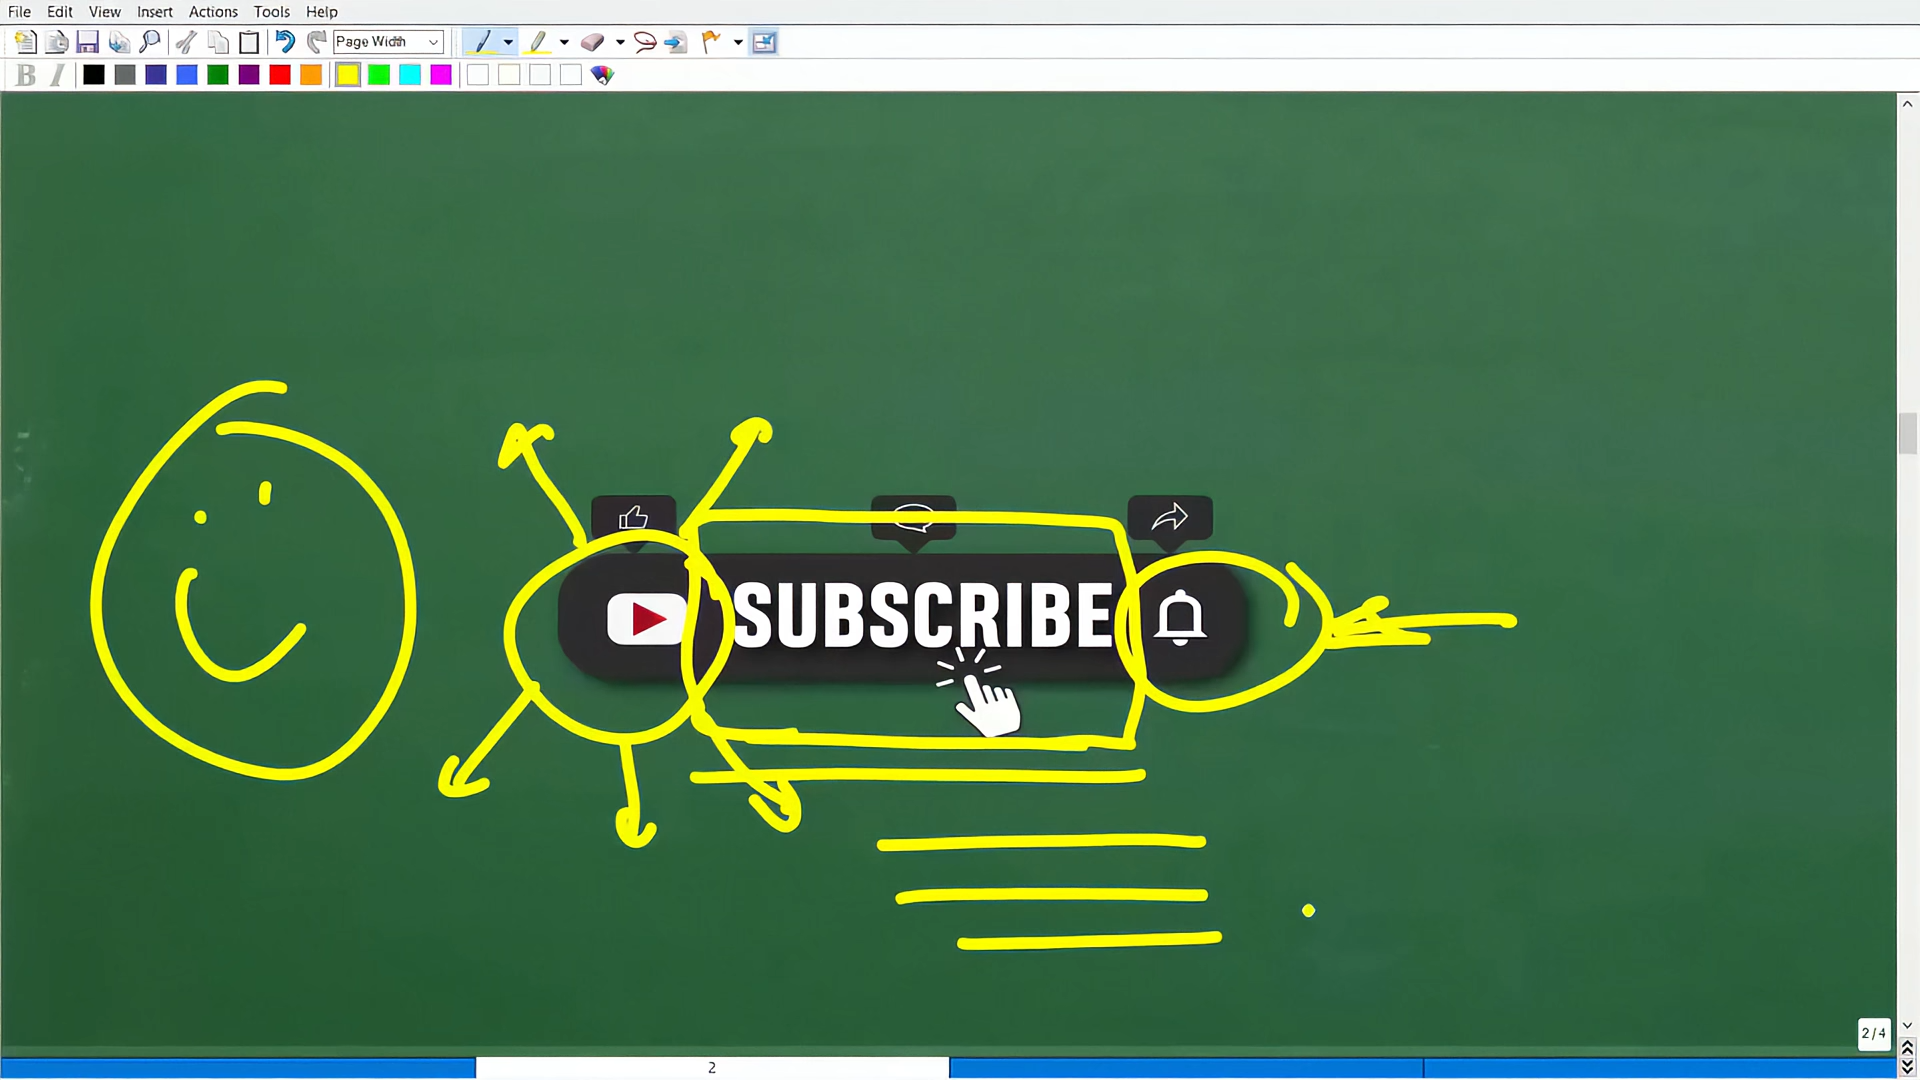 File Edit View Insert Actions Tools Help
Page Width
B I
SUBSCRIBE
2 / 4
2